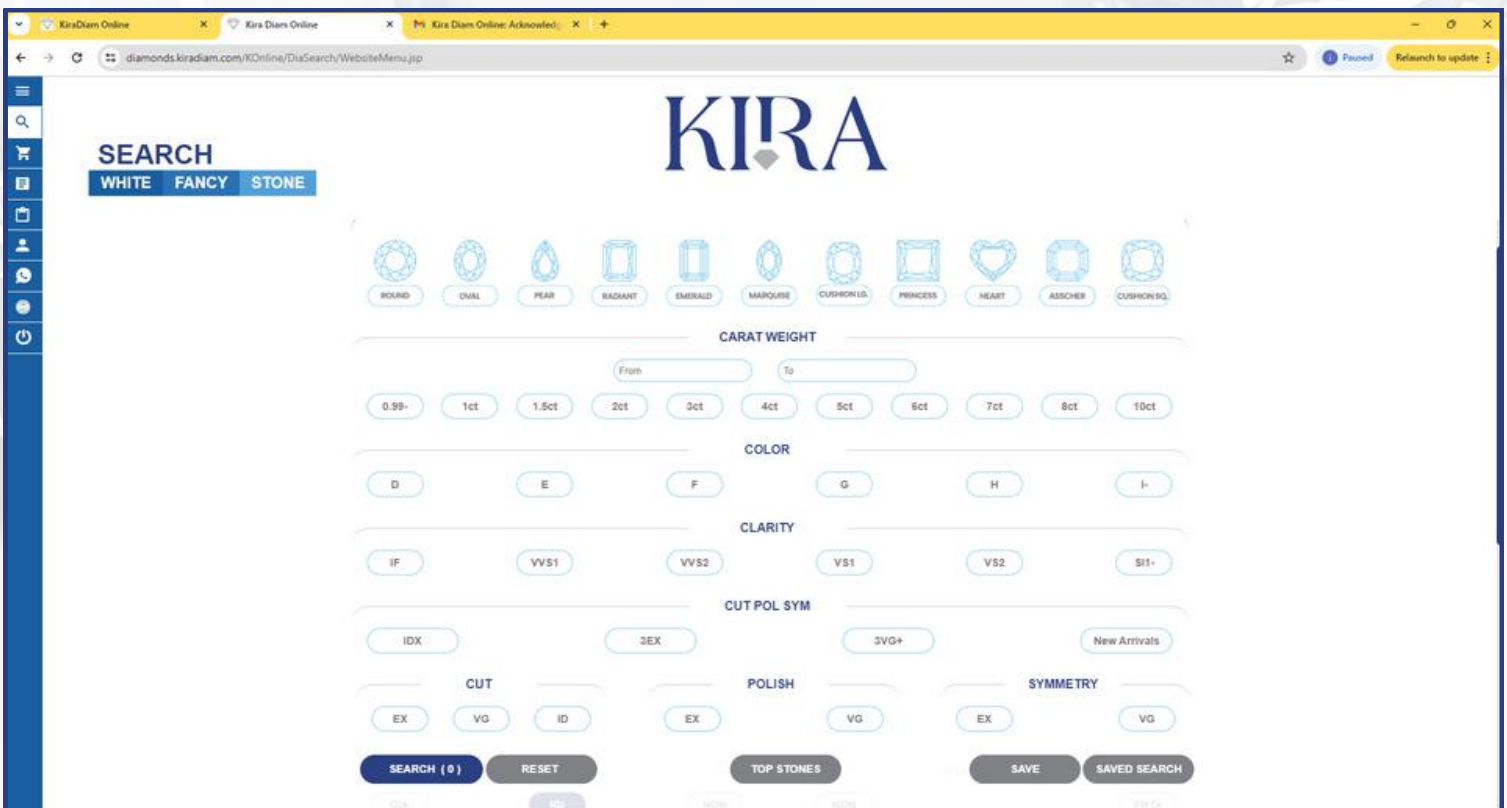 KiraDiam Online
Kira Diam Online
Kira Diam Online: Acknowledg
diamonds.kiradiam.com/KOnline/DiaSearch/WebsiteMenu.jsp
Paused
Relaunch to update
KIRA
SEARCH
WHITE FANCY STONE
ROUND OVAL PEAR RADIANT EMERALD MARQUISE CUSHION LG. PRINCESS HEART ASSCHER CUSHION SQ.
CARAT WEIGHT
From To
0.99- 1ct 1.5ct 2ct 3ct 4ct 5ct 6ct 7ct 8ct 10ct
COLOR
D E F G H I-
CLARITY
IF VVS1 VVS2 VS1 VS2 SI1-
CUT POL SYM
IDX 3EX 3VG+ New Arrivals
CUT POLISH SYMMETRY
EX VG ID EX VG EX VG
SEARCH ( 0 ) RESET TOP STONES SAVE SAVED SEARCH
GIA IGI NON NON